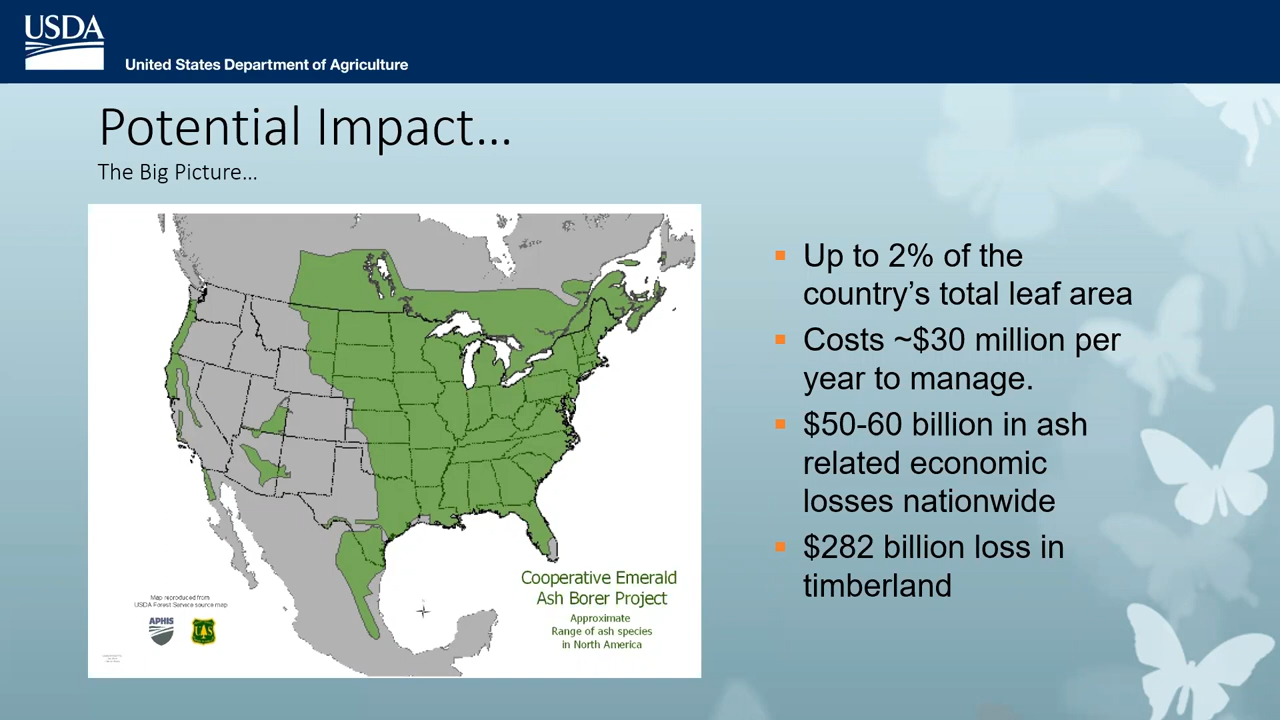 USDA
United States Department of Agriculture
Potential Impact...
The Big Picture...
Up to 2% of the
country’s total leaf area
Costs ~$30 million per
year to manage.
$50-60 billion in ash
related economic
losses nationwide
$282 billion loss in
timberland
Cooperative Emerald
Ash Borer Project
Approximate
Range of ash species
in North America
Map reproduced from
USDA Forest Service source map
APHIS
UAS